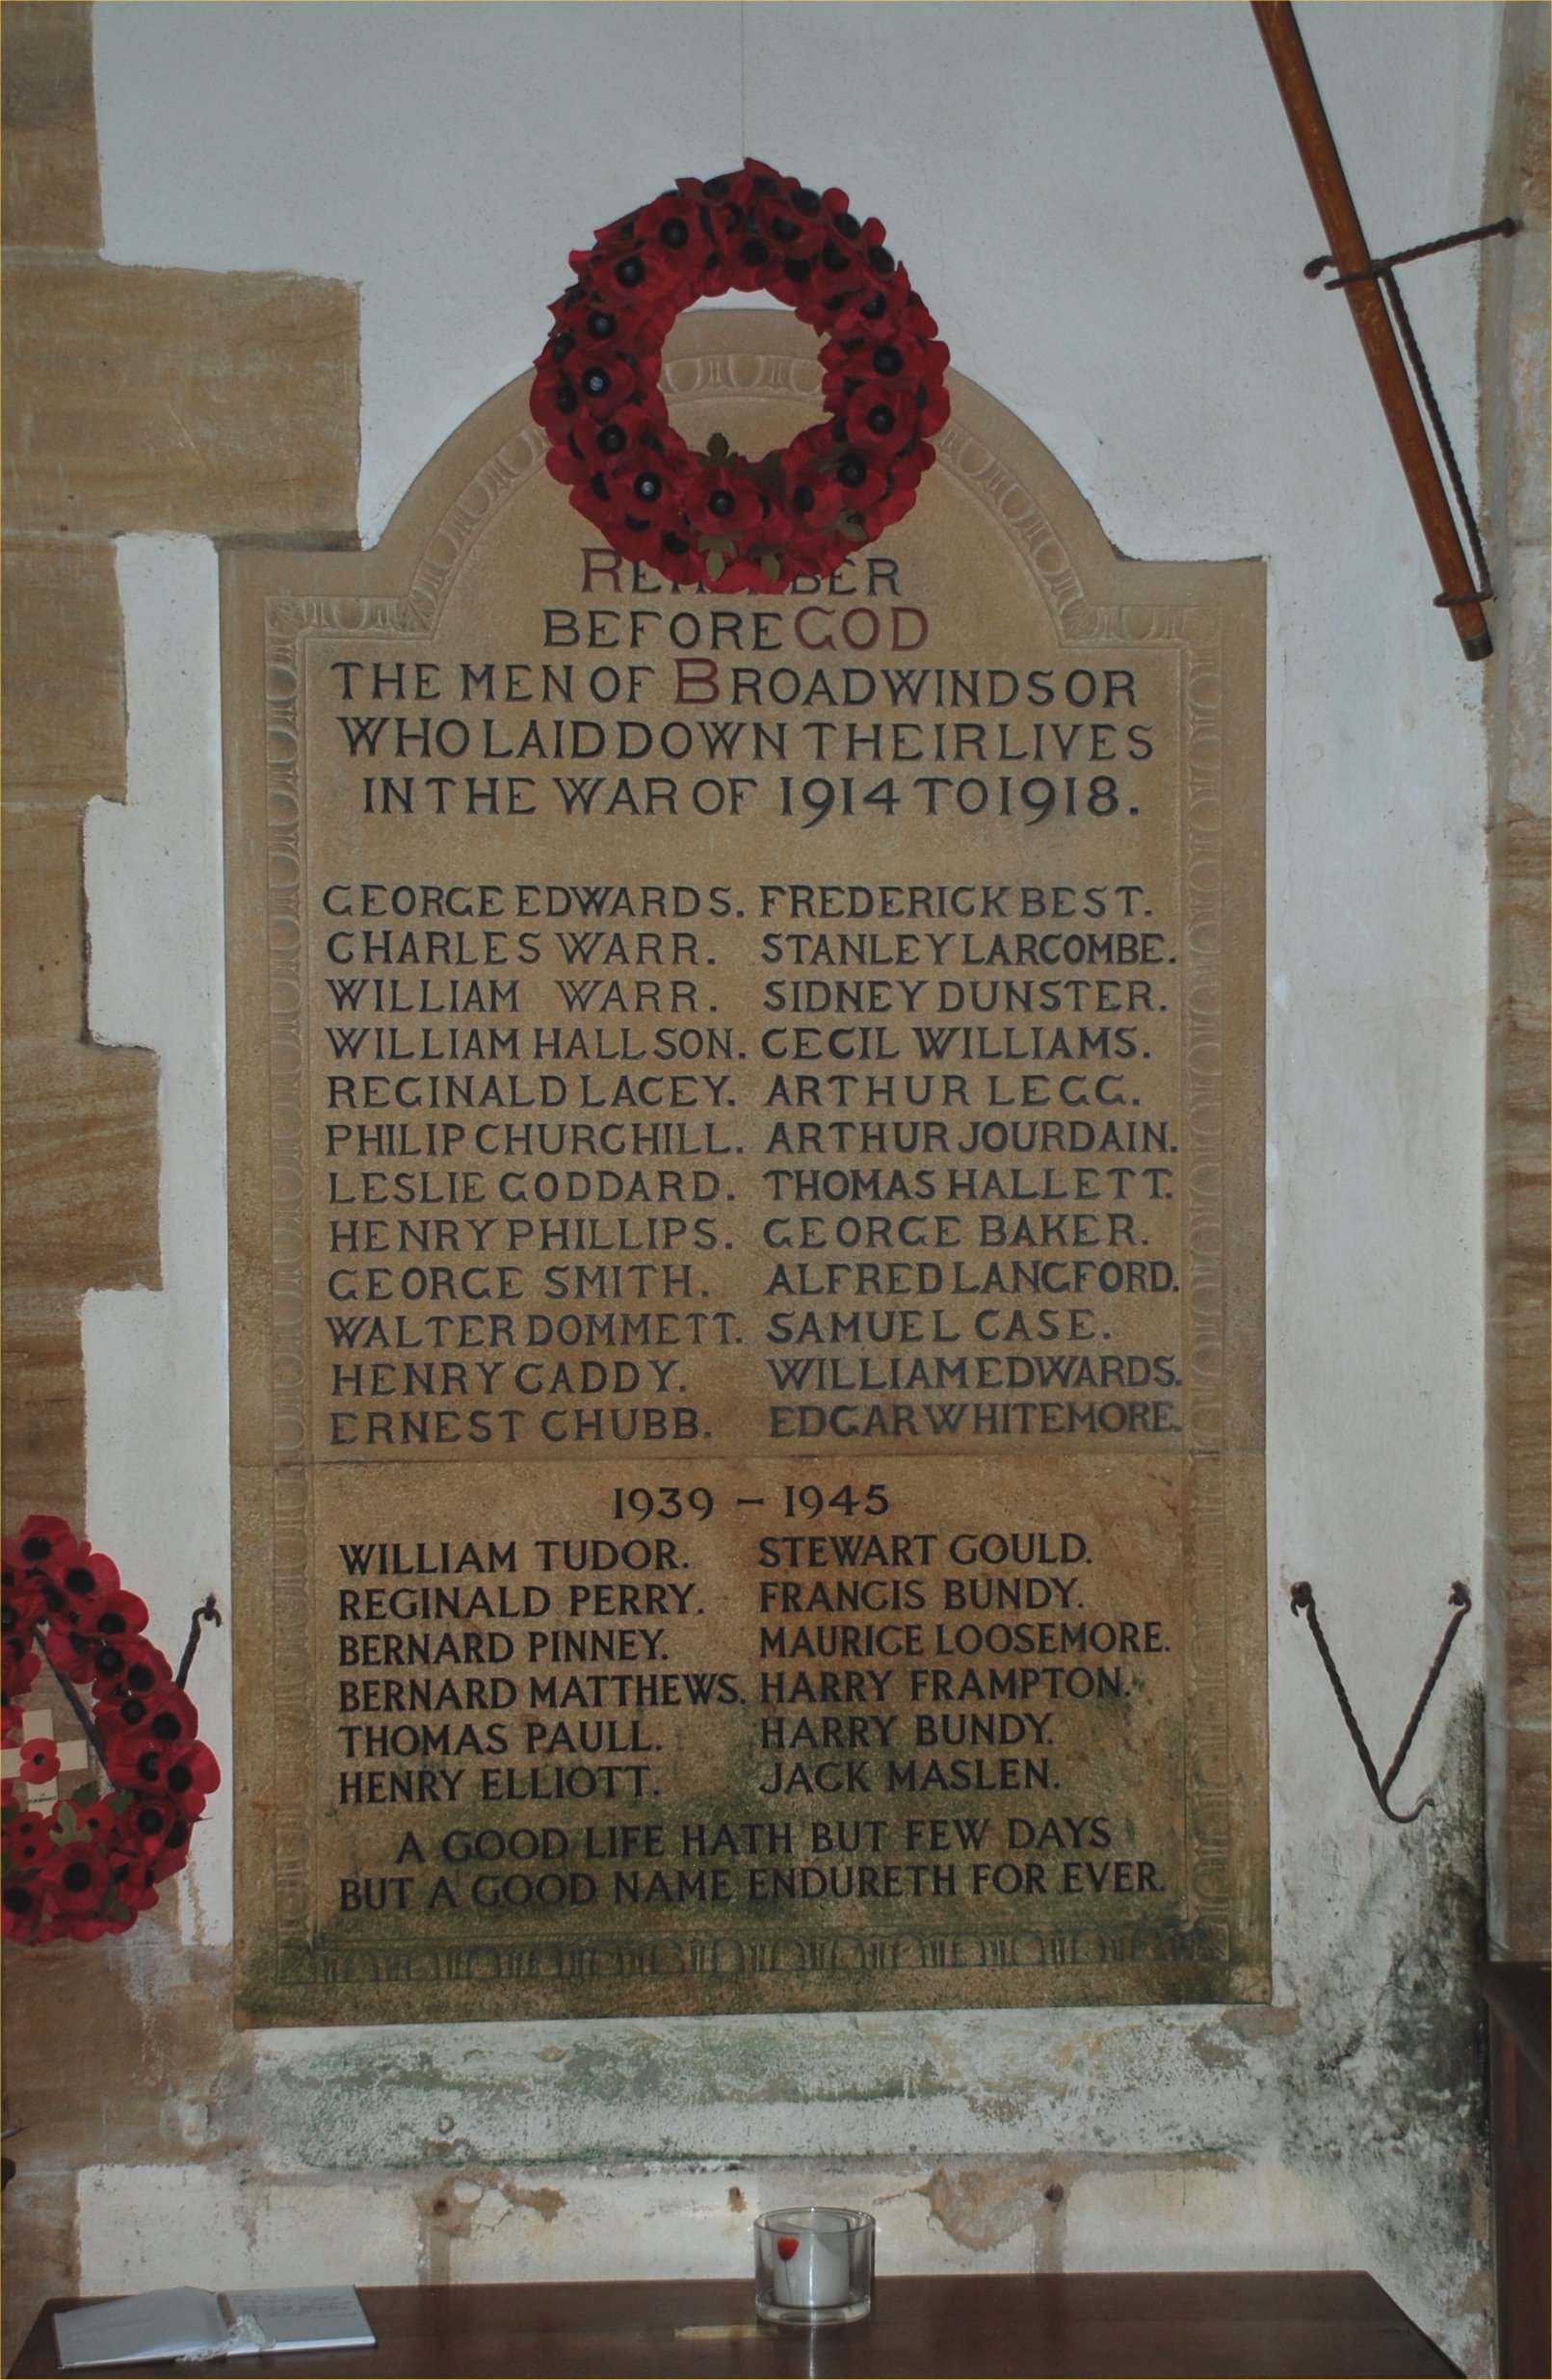 REMEMBER
BEFORE GOD
THE MEN OF BROADWINDSOR
WHO LAID DOWN THEIR LIVES
IN THE WAR OF 1914 TO 1918.
GEORGE EDWARDS. FREDERICK BEST.
CHARLES WARR. STANLEY LARCOMBE.
WILLIAM WARR. SIDNEY DUNSTER.
WILLIAM HALLSON. CECIL WILLIAMS.
REGINALD LACEY. ARTHUR LEGG.
PHILIP CHURCHILL. ARTHUR JOURDAIN.
LESLIE GODDARD. THOMAS HALLETT.
HENRY PHILLIPS. GEORGE BAKER.
GEORGE SMITH. ALFRED LANGFORD.
WALTER DOMMETT. SAMUEL CASE.
HENRY GADDY. WILLIAM EDWARDS.
ERNEST CHUBB. EDGAR WHITEMORE.
1939 - 1945
WILLIAM TUDOR. STEWART GOULD.
REGINALD PERRY. FRANCIS BUNDY.
BERNARD PINNEY. MAURICE LOOSEMORE.
BERNARD MATTHEWS. HARRY FRAMPTON.
THOMAS PAULL. HARRY BUNDY.
HENRY ELLIOTT. JACK MASLEN.
A GOOD LIFE HATH BUT FEW DAYS
BUT A GOOD NAME ENDURETH FOR EVER.